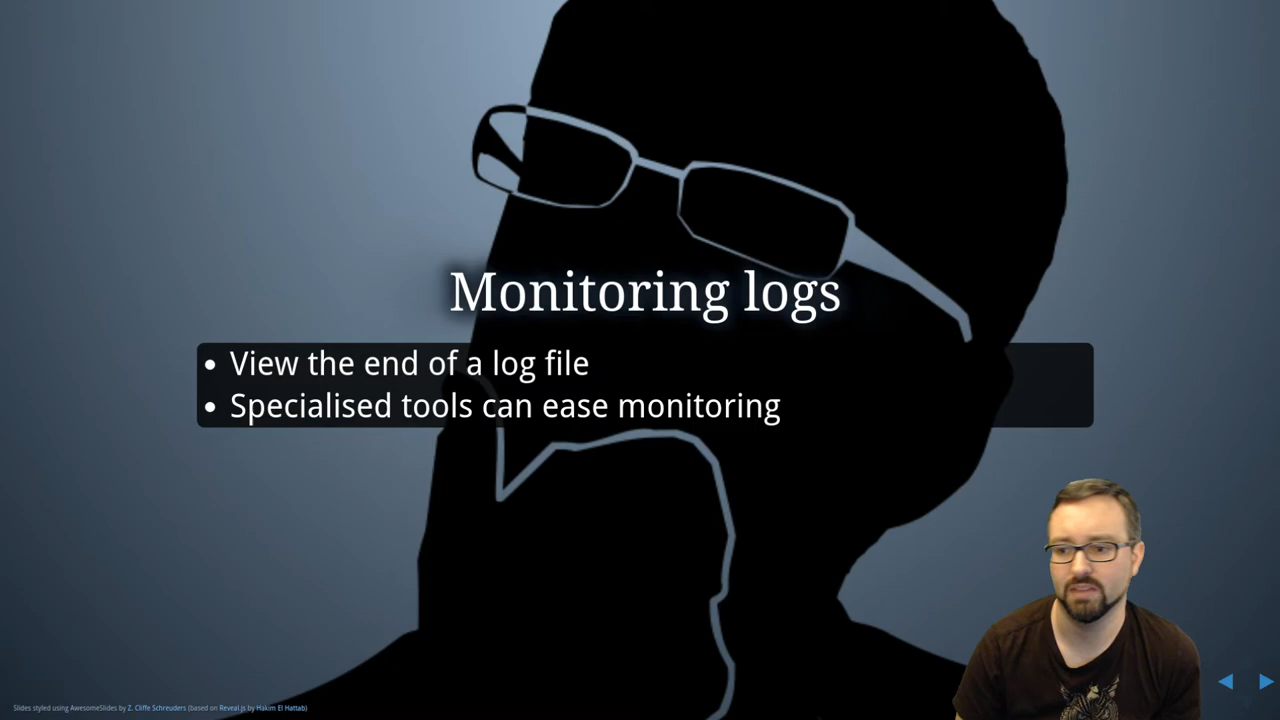 Monitoring logs
View the end of a log file
Specialised tools can ease monitoring
Slides styled using AwesomeSlides by Z. Cliffe Schreuders (based on Reveal.js by Hakim El Hattab)